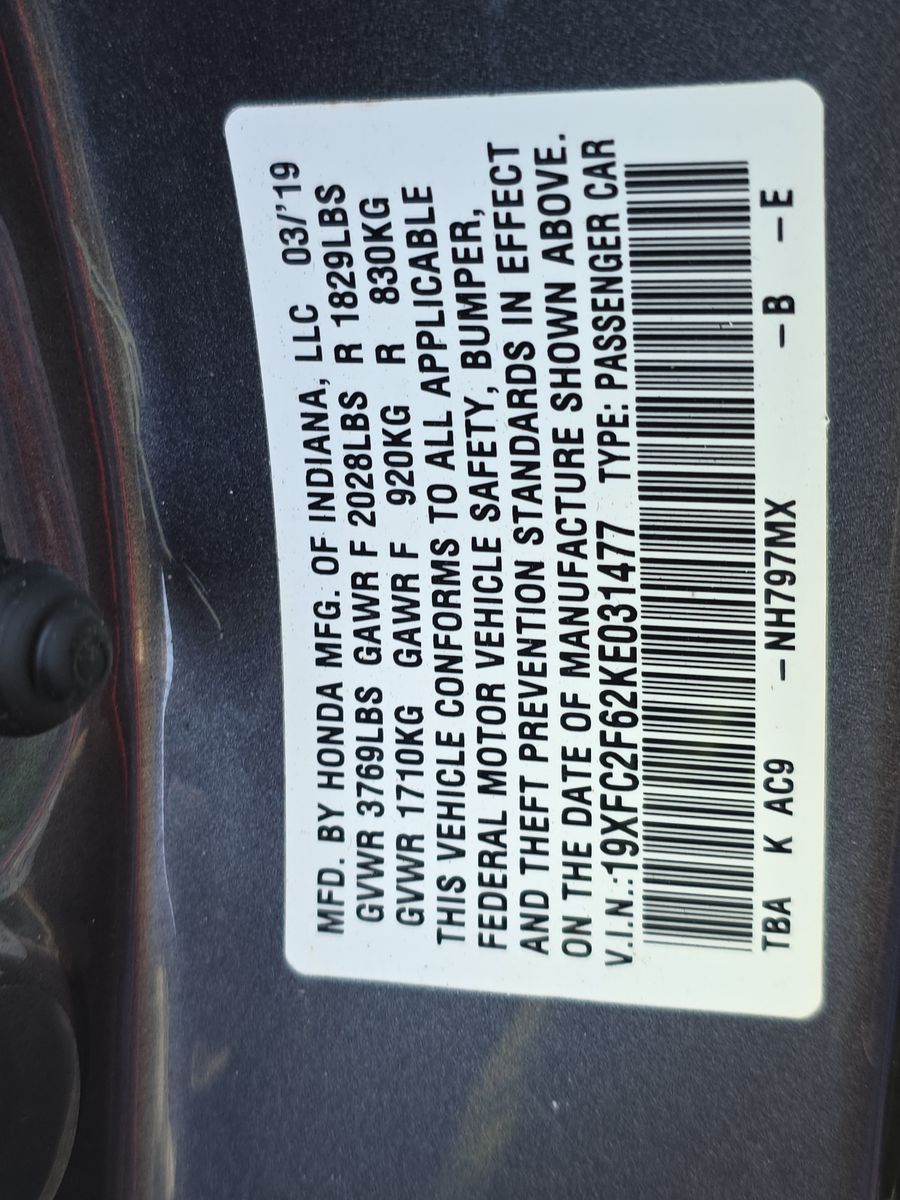 MFD. BY HONDA MFG. OF INDIANA, LLC 03/'19
GVWR 3769LBS GAWR F 2028LBS R 1829LBS
GVWR 1710KG GAWR F 920KG R 830KG
THIS VEHICLE CONFORMS TO ALL APPLICABLE
FEDERAL MOTOR VEHICLE SAFETY, BUMPER,
AND THEFT PREVENTION STANDARDS IN EFFECT
ON THE DATE OF MANUFACTURE SHOWN ABOVE.
V.I.N.:19XFC2F62KE031477 TYPE: PASSENGER CAR
TBA K AC9 -NH797MX -B -E